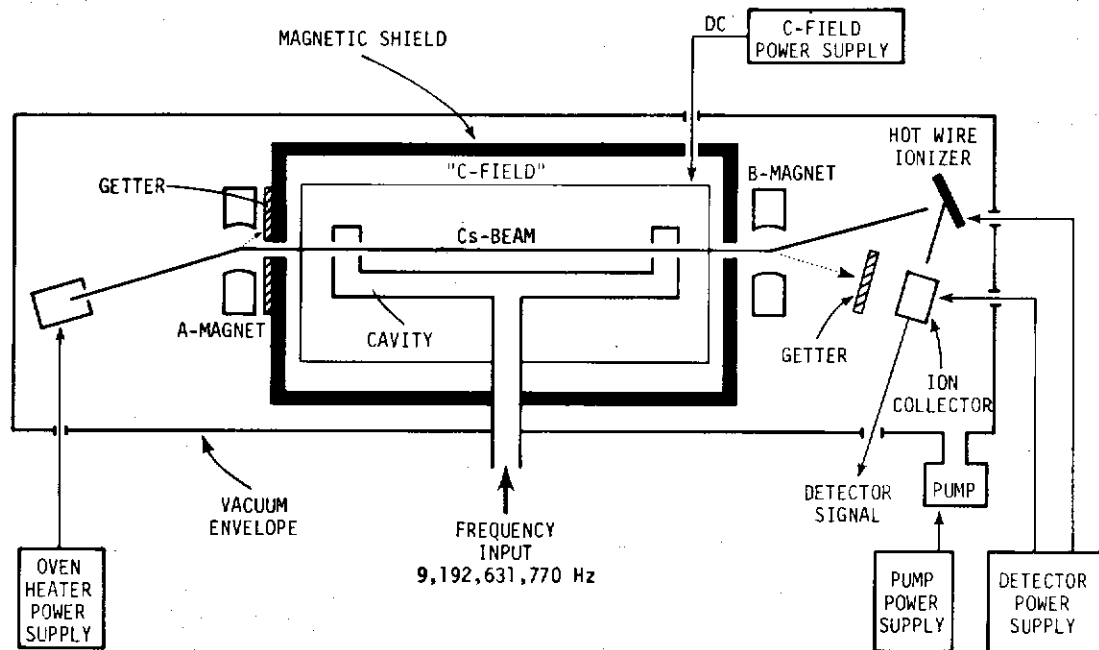 DC
C-FIELD
POWER SUPPLY
MAGNETIC SHIELD
HOT WIRE
IONIZER
"C-FIELD"
B-MAGNET
GETTER
Cs-BEAM
A-MAGNET
CAVITY
GETTER
ION
COLLECTOR
VACUUM
ENVELOPE
FREQUENCY
INPUT
9,192,631,770 Hz
DETECTOR
SIGNAL
PUMP
OVEN
HEATER
POWER
SUPPLY
PUMP
POWER
SUPPLY
DETECTOR
POWER
SUPPLY